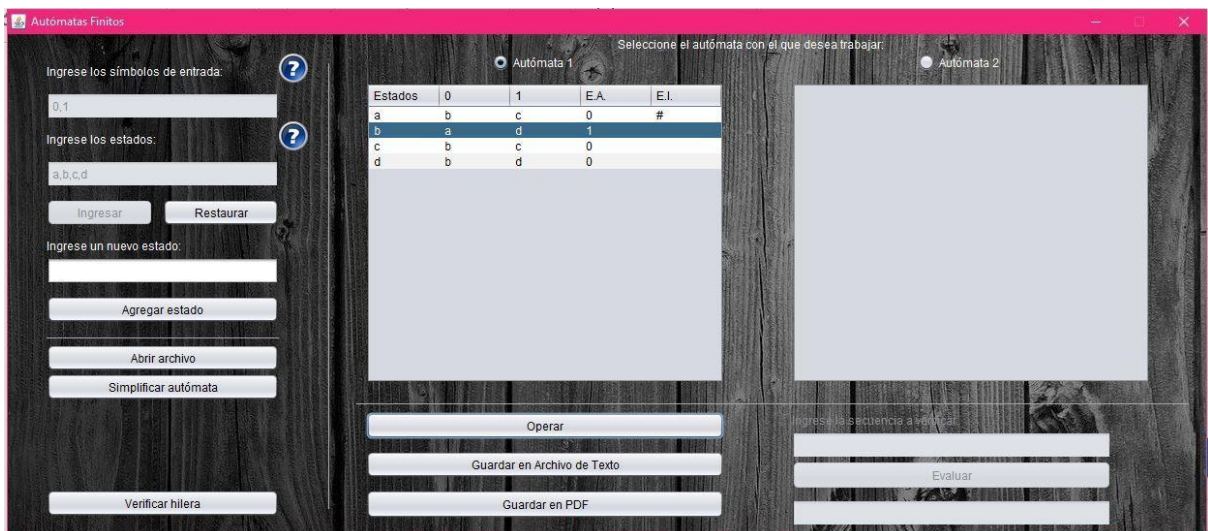 Autómatas Finitos
Ingrese los símbolos de entrada:
?
0,1
Ingrese los estados:
?
a,b,c,d
Ingresar Restaurar
Ingrese un nuevo estado:
Agregar estado
Abrir archivo
Simplificar autómata
Verificar hilera
Seleccione el autómata con el que desea trabajar:
Autómata 1 Autómata 2
Estados 0 1 E.A. E.I.
a b c 0 #
b a d 1
c b c 0
d b d 0
Operar
Guardar en Archivo de Texto
Guardar en PDF
Ingrese la secuencia a verificar:
Evaluar